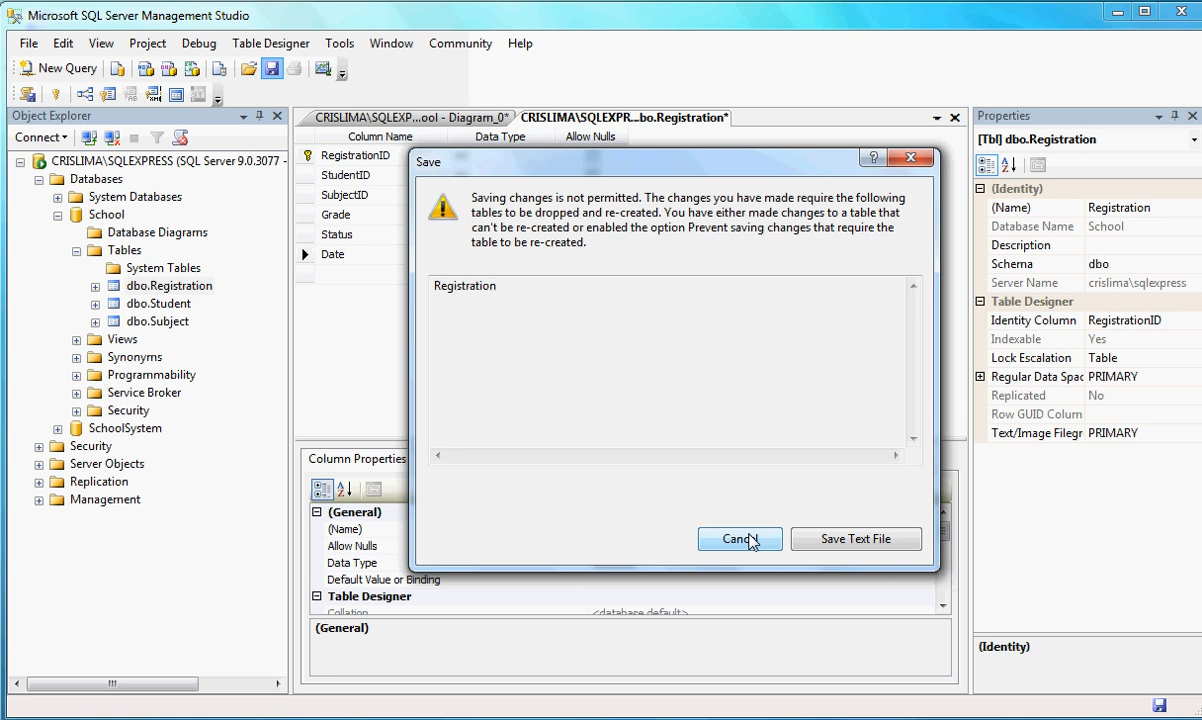 Microsoft SQL Server Management Studio
File Edit View Project Debug Table Designer Tools Window Community Help
New Query
Object Explorer
Connect
CRISLIMA\SQLEXPRESS (SQL Server 9.0.3077 -
Databases
System Databases
School
Database Diagrams
Tables
System Tables
dbo.Registration
dbo.Student
dbo.Subject
Views
Synonyms
Programmability
Service Broker
Security
SchoolSystem
Security
Server Objects
Replication
Management
CRISLIMA\SQLEXP...ool - Diagram_0* CRISLIMA\SQLEXPR...bo.Registration*
Column Name Data Type Allow Nulls
RegistrationID
StudentID
SubjectID
Grade
Status
Date
Save
Saving changes is not permitted. The changes you have made require the following
tables to be dropped and re-created. You have either made changes to a table that
can't be re-created or enabled the option Prevent saving changes that require the
table to be re-created.
Registration
Cancel Save Text File
Column Properties
(General)
(Name)
Allow Nulls
Data Type
Default Value or Binding
Table Designer
Collation <database default>
(General)
Properties
[Tbl] dbo.Registration
(Identity)
(Name) Registration
Database Name School
Description
Schema dbo
Server Name crislima\sqlexpress
Table Designer
Identity Column RegistrationID
Indexable Yes
Lock Escalation Table
Regular Data Spac PRIMARY
Replicated No
Row GUID Colum
Text/Image Filegr PRIMARY
(Identity)